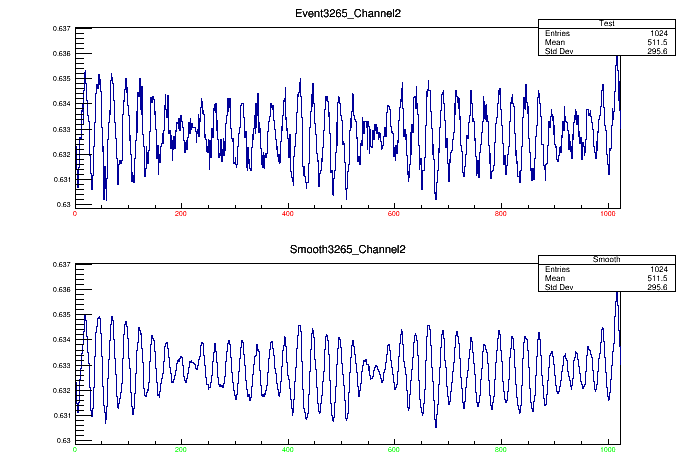 Event3265_Channel2
Test
Entries 1024
Mean 511.5
Std Dev 295.6
0.637
0.636
0.635
0.634
0.633
0.632
0.631
0.63
0 200 400 600 800 1000
Smooth3265_Channel2
Smooth
Entries 1024
Mean 511.5
Std Dev 295.6
0.637
0.636
0.635
0.634
0.633
0.632
0.631
0.63
0 200 400 600 800 1000